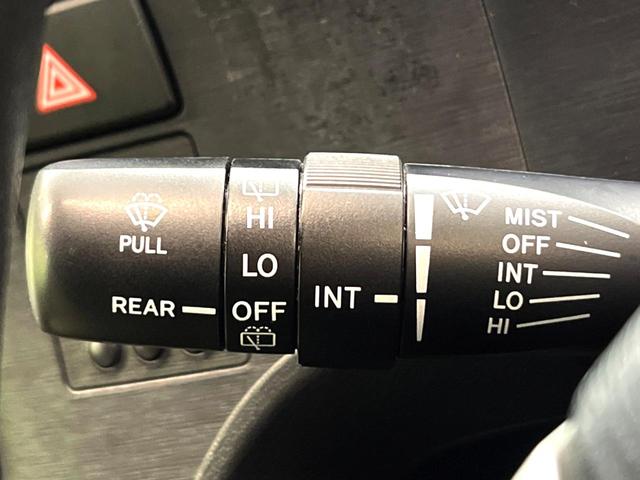 PULL
REAR
HI
LO
OFF
INT
MIST
OFF
INT
LO
HI